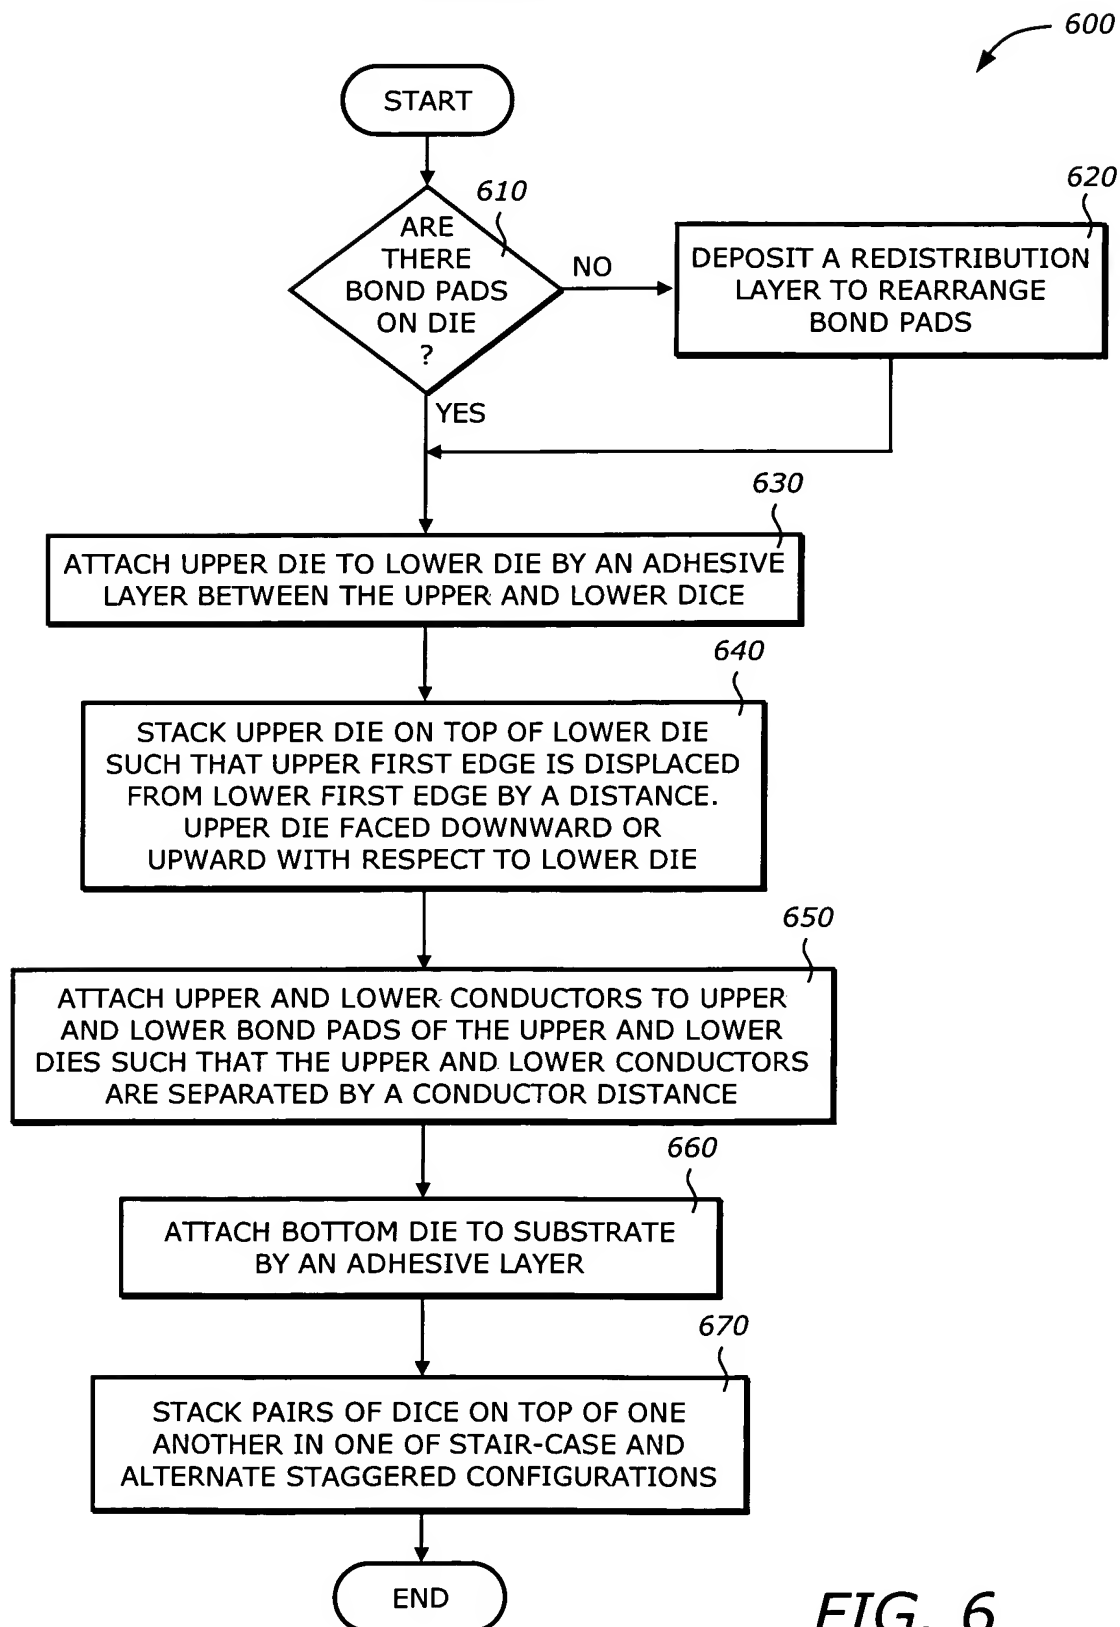 600
START
610
ARE
THERE
BOND PADS
ON DIE
?
NO
620
DEPOSIT A REDISTRIBUTION
LAYER TO REARRANGE
BOND PADS
YES
630
ATTACH UPPER DIE TO LOWER DIE BY AN ADHESIVE
LAYER BETWEEN THE UPPER AND LOWER DICE
640
STACK UPPER DIE ON TOP OF LOWER DIE
SUCH THAT UPPER FIRST EDGE IS DISPLACED
FROM LOWER FIRST EDGE BY A DISTANCE.
UPPER DIE FACED DOWNWARD OR
UPWARD WITH RESPECT TO LOWER DIE
650
ATTACH UPPER AND LOWER CONDUCTORS TO UPPER
AND LOWER BOND PADS OF THE UPPER AND LOWER
DIES SUCH THAT THE UPPER AND LOWER CONDUCTORS
ARE SEPARATED BY A CONDUCTOR DISTANCE
660
ATTACH BOTTOM DIE TO SUBSTRATE
BY AN ADHESIVE LAYER
670
STACK PAIRS OF DICE ON TOP OF ONE
ANOTHER IN ONE OF STAIR-CASE AND
ALTERNATE STAGGERED CONFIGURATIONS
END
FIG. 6